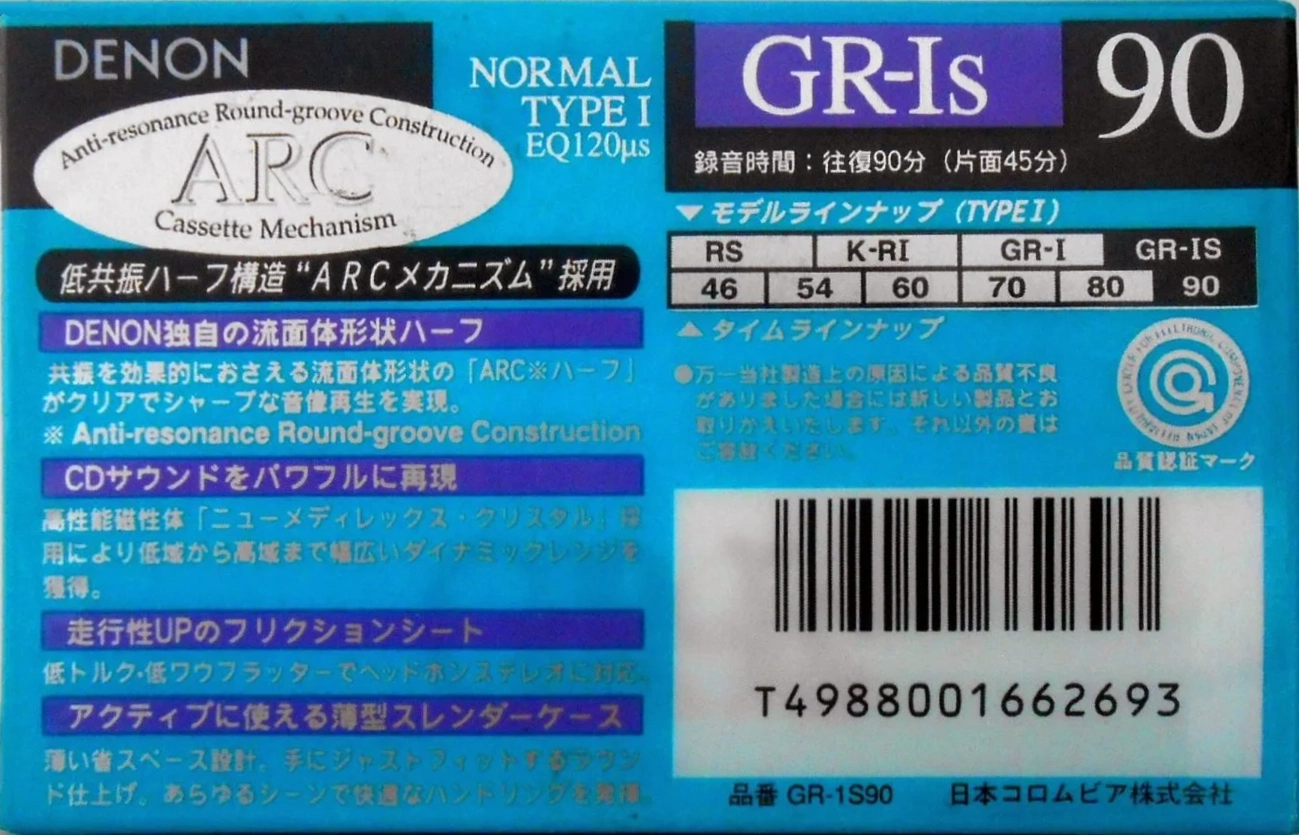 DENON
Anti-resonance Round-groove Construction
ARC
Cassette Mechanism
NORMAL
TYPE I
EQ120μs
低共振ハーフ構造“ARCメカニズム”採用
DENON独自の流面体形状ハーフ
共振を効果的におさえる流面体形状の「ARC※ハーフ」
がクリアでシャープな音像再生を実現。
※ Anti-resonance Round-groove Construction
CDサウンドをパワフルに再現
高性能磁性体「ニューメディレックス・クリスタル」採
用により低域から高域まで幅広いダイナミックレンジを
獲得。
走行性UPのフリクションシート
低トルク・低ワウフラッターでヘッドホンステレオに対応。
アクティブに使える薄型スレンダーケース
薄い省スペース設計。手にジャストフィットするラウン
ド仕上げ。あらゆるシーンで快適なハンドリングを発揮。
GR-Is
90
録音時間:往復90分(片面45分)
▼モデルラインナップ(TYPE I)
RS K-RI GR-I GR-IS
46 54 60 70 80 90
▲タイムラインナップ
●万一当社製造上の原因による品質不良
がありました場合には新しい製品とお
取りかえいたします。それ以外の責は
ご容赦ください。
品質認証マーク
T4988001662693
品番 GR-1S90 日本コロムビア株式会社